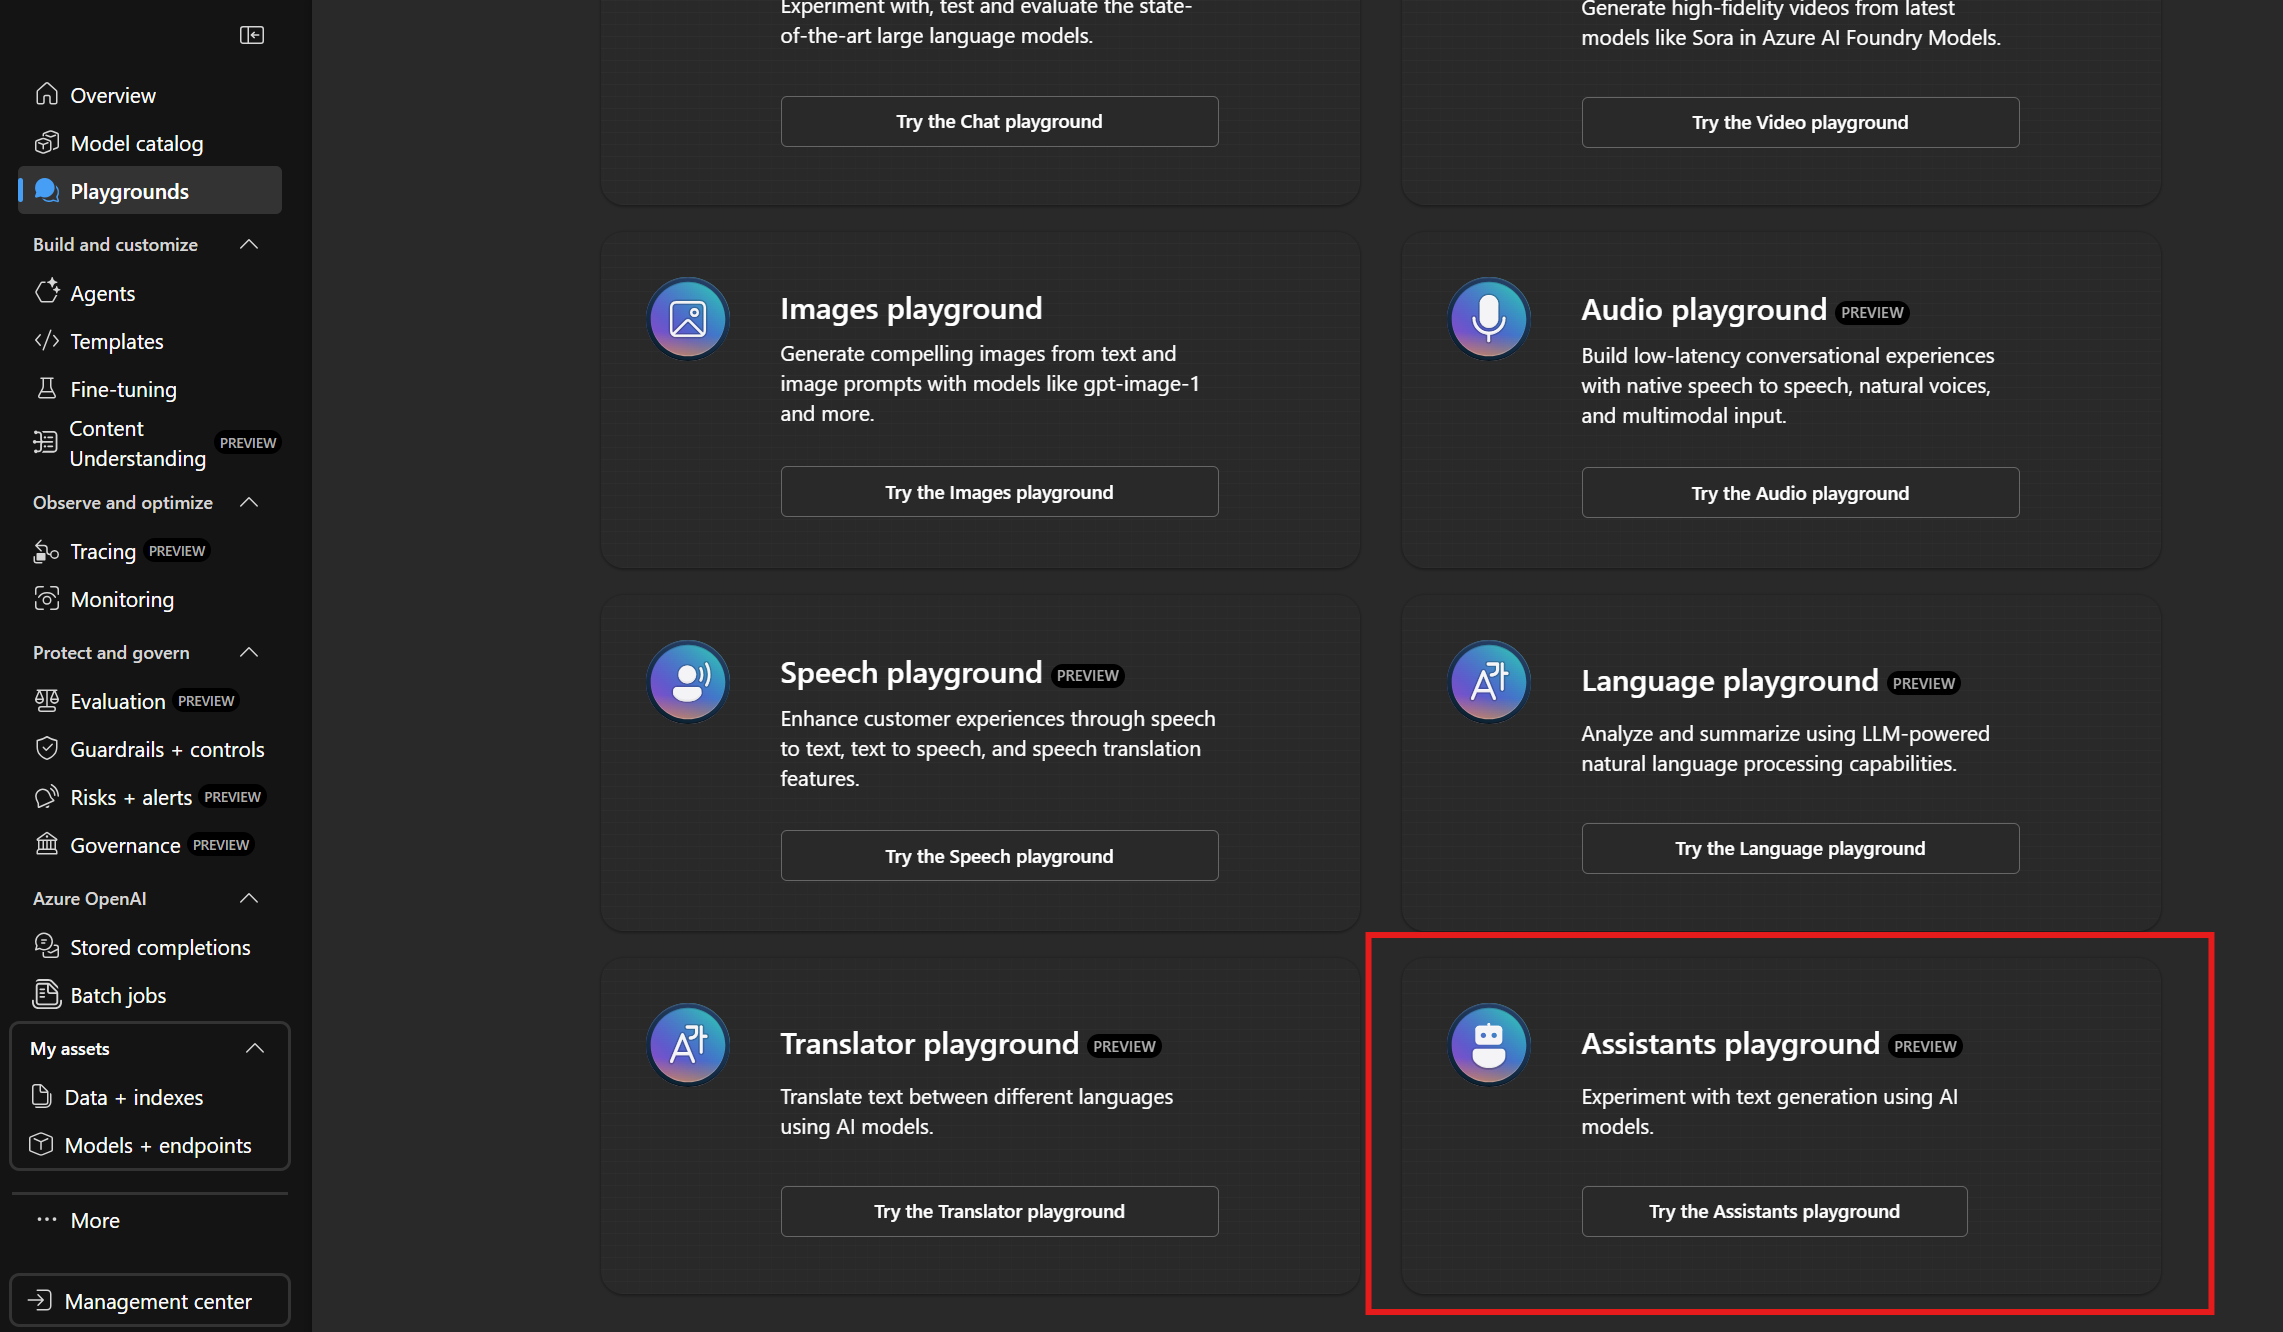 Overview
Model catalog
Playgrounds
Build and customize
Agents
Templates
Fine-tuning
Content
Understanding
PREVIEW
Observe and optimize
Tracing PREVIEW
Monitoring
Protect and govern
Evaluation PREVIEW
Guardrails + controls
Risks + alerts PREVIEW
Governance PREVIEW
Azure OpenAI
Stored completions
Batch jobs
My assets
Data + indexes
Models + endpoints
More
Management center
Experiment with, test and evaluate the state-
of-the-art large language models.
Try the Chat playground
Generate high-fidelity videos from latest
models like Sora in Azure AI Foundry Models.
Try the Video playground
Images playground
Generate compelling images from text and
image prompts with models like gpt-image-1
and more.
Try the Images playground
Audio playground PREVIEW
Build low-latency conversational experiences
with native speech to speech, natural voices,
and multimodal input.
Try the Audio playground
Speech playground PREVIEW
Enhance customer experiences through speech
to text, text to speech, and speech translation
features.
Try the Speech playground
Language playground PREVIEW
Analyze and summarize using LLM-powered
natural language processing capabilities.
Try the Language playground
Translator playground PREVIEW
Translate text between different languages
using AI models.
Try the Translator playground
Assistants playground PREVIEW
Experiment with text generation using AI
models.
Try the Assistants playground